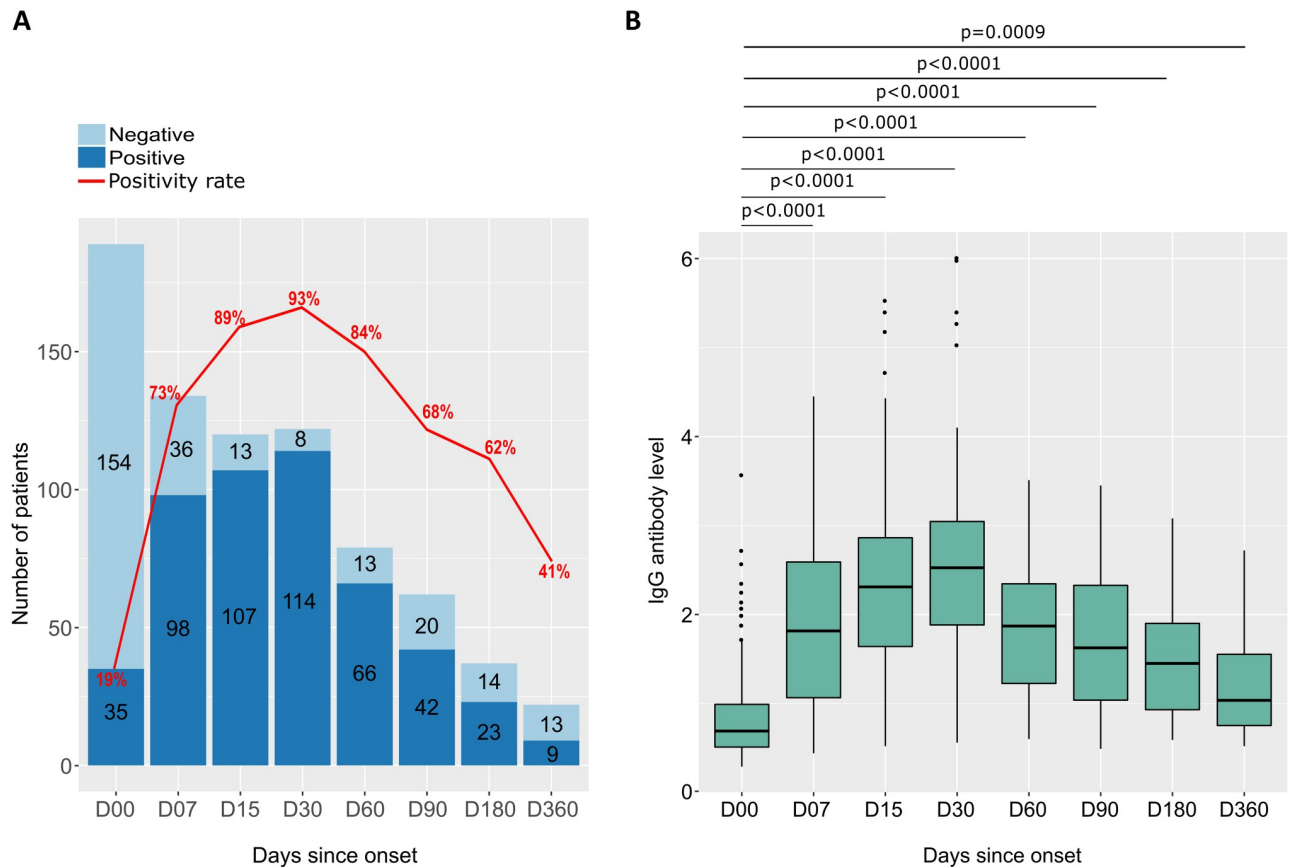 A
Negative
Positive
Positivity rate
Number of patients
150
100
50
0
19%
73%
89%
93%
84%
68%
62%
41%
154
36
13
8
13
20
14
13
35
98
107
114
66
42
23
9
D00 D07 D15 D30 D60 D90 D180 D360
Days since onset
B
p=0.0009
p<0.0001
p<0.0001
p<0.0001
p<0.0001
p<0.0001
p<0.0001
IgG antibody level
6
4
2
0
D00 D07 D15 D30 D60 D90 D180 D360
Days since onset